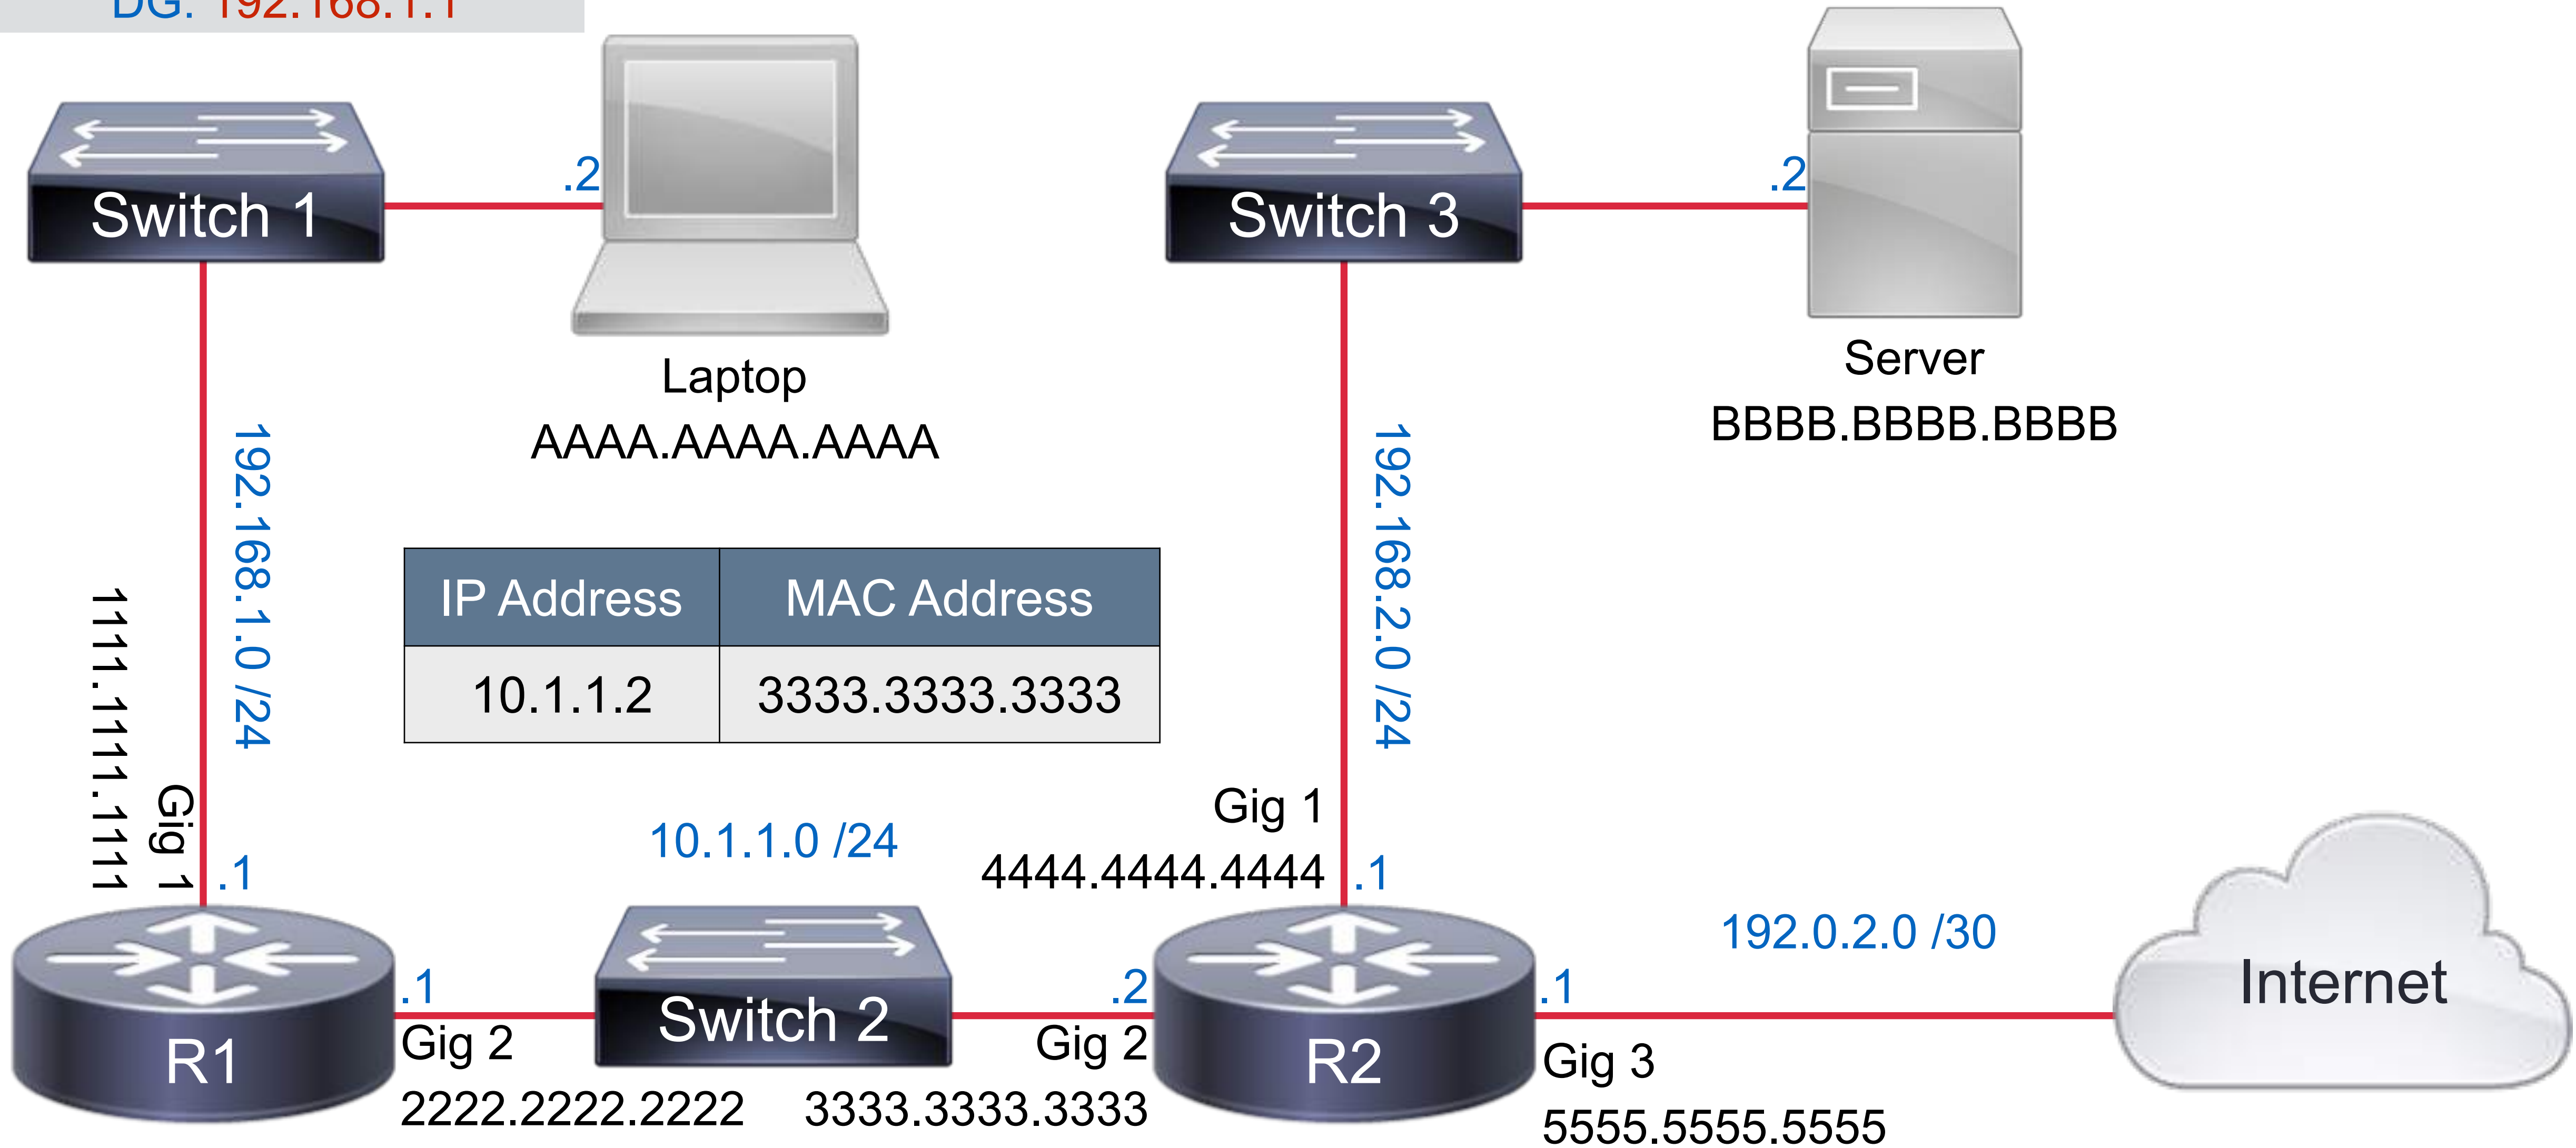 DG: 192.168.1.1
Switch 1
.2
Laptop
AAAA.AAAA.AAAA
Switch 3
.2
Server
BBBB.BBBB.BBBB
192.168.1.0 /24
1111.1111.1111
Gig 1
.1
IP Address MAC Address
10.1.1.2 3333.3333.3333
192.168.2.0 /24
Gig 1
4444.4444.4444
.1
10.1.1.0 /24
R1
.1
Gig 2
2222.2222.2222
Switch 2
.2
Gig 2
3333.3333.3333
R2
.1
Gig 3
5555.5555.5555
192.0.2.0 /30
Internet